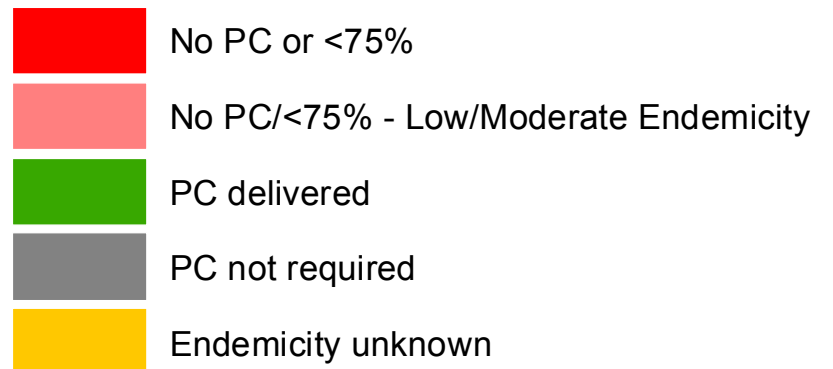 No PC or <75%
No PC/<75% - Low/Moderate Endemicity
PC delivered
PC not required
Endemicity unknown